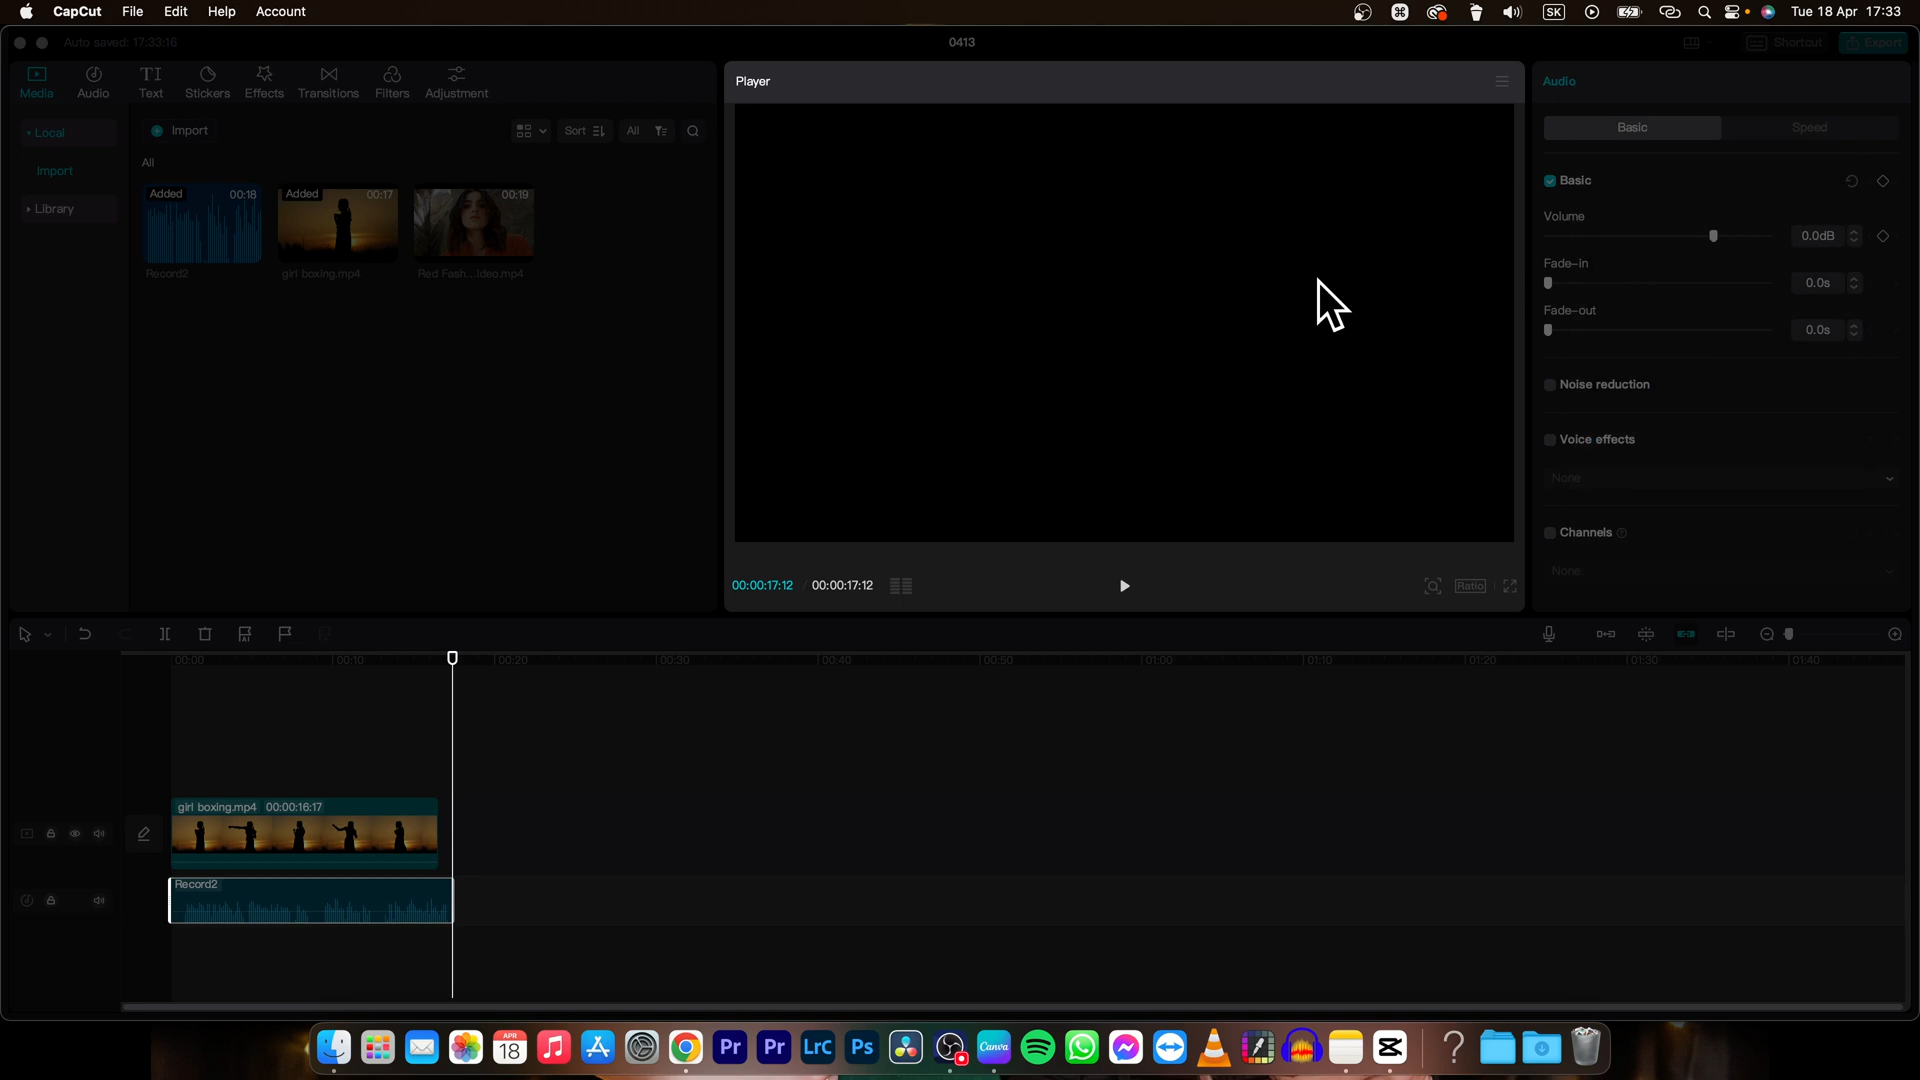 CapCut File Edit Help Account SK Tue 18 Apr 17:33
Auto saved: 17:33:16 0413 Shortcut Export
Media Audio Text Stickers Effects Transitions Filters Adjustment
Player
Audio
Local
Import
Library
Import Sort All
All
Added 00:18
Added 00:17
00:19
Record2
girl boxing.mp4
Red Fash...ideo.mp4
00:00:17:12 / 00:00:17:12
Ratio
Basic Speed
Basic
Volume
0.0dB
Fade-in
0.0s
Fade-out
0.0s
Noise reduction
Voice effects
None
Channels
None
00:00 00:10 00:20 00:30 00:40 00:50 01:00 01:10 01:20 01:30 01:40
girl boxing.mp4 00:00:16:17
Record2
APR
18
Pr Pr LrC Ps Canva